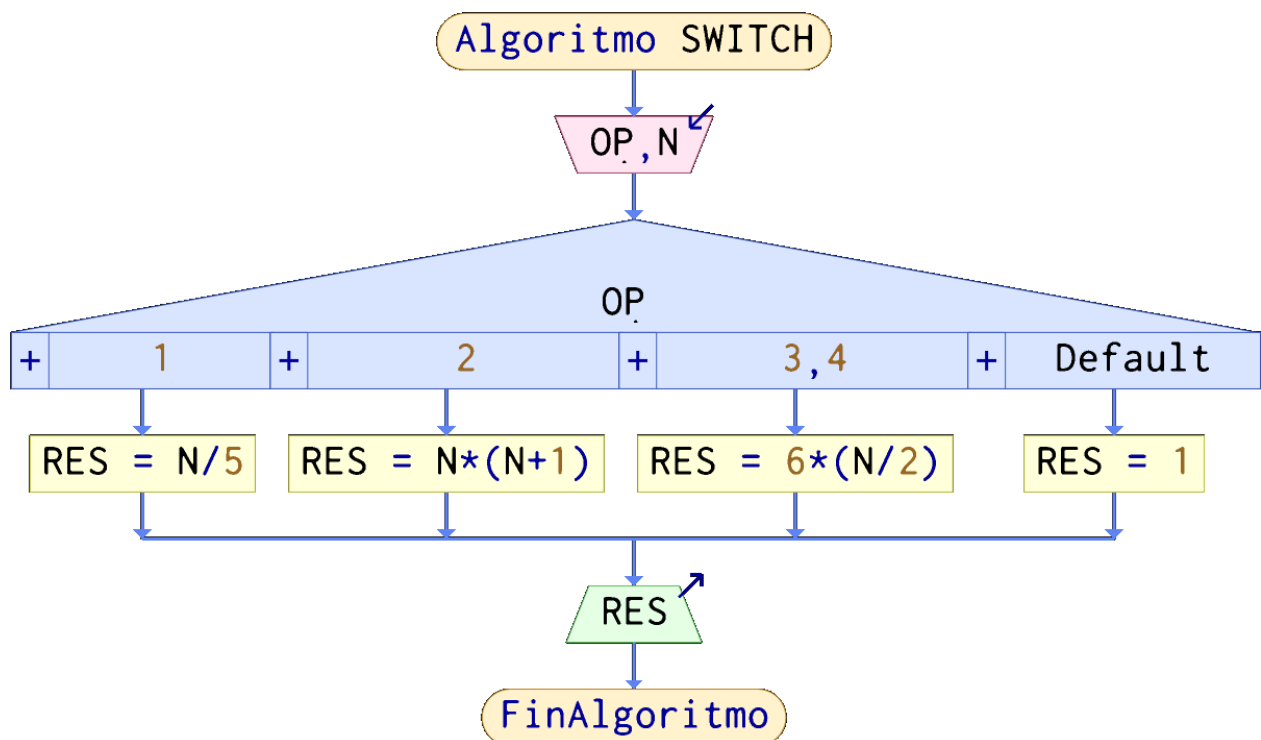 Algoritmo SWITCH
OP,N
OP
+ 1 + 2 + 3,4 + Default
RES = N/5 RES = N*(N+1) RES = 6*(N/2) RES = 1
RES
FinAlgoritmo